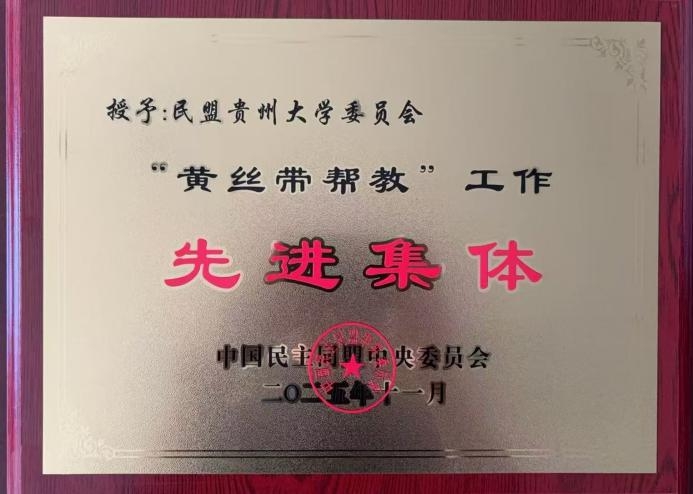 授予:民盟贵州大学委员会
“黄丝带帮教”工作
先进集体
中国民主同盟中央委员会
二〇二五年十一月